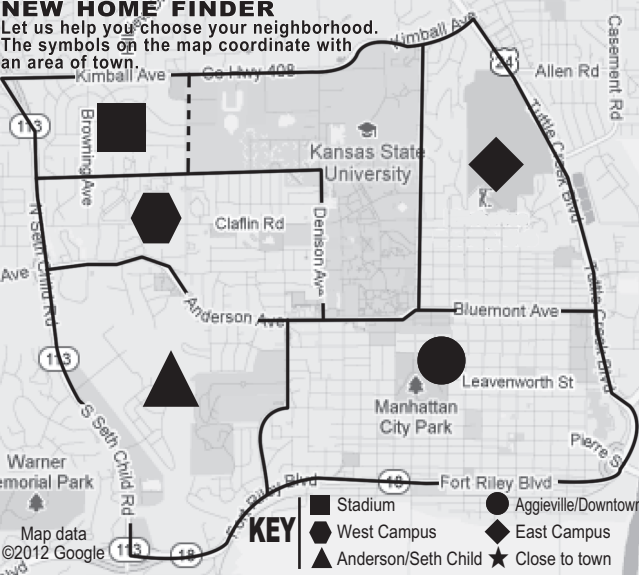 NEW HOME FINDER
Let us help you choose your neighborhood.
The symbols on the map coordinate with
an area of town.
Kimball Ave
Kimball Ave
Co Hwy 408
24
Allen Rd
Casement Rd
113
Browning Ave
Kansas State
University
Tuttle Creek Blvd
Claflin Rd
Denison Ave
N Seth Child Rd
Ave
Anderson Ave
Bluemont Ave
Tuttle Creek Blvd
113
Leavenworth St
Manhattan
City Park
S Seth Child Rd
Pierre S
Warner
emorial Park
Fort Riley Blvd
18
Fort Riley Blvd
Map data
©2012 Google
113
18
lvd
KEY
Stadium
Aggieville/Downtown
West Campus
East Campus
Anderson/Seth Child
Close to town